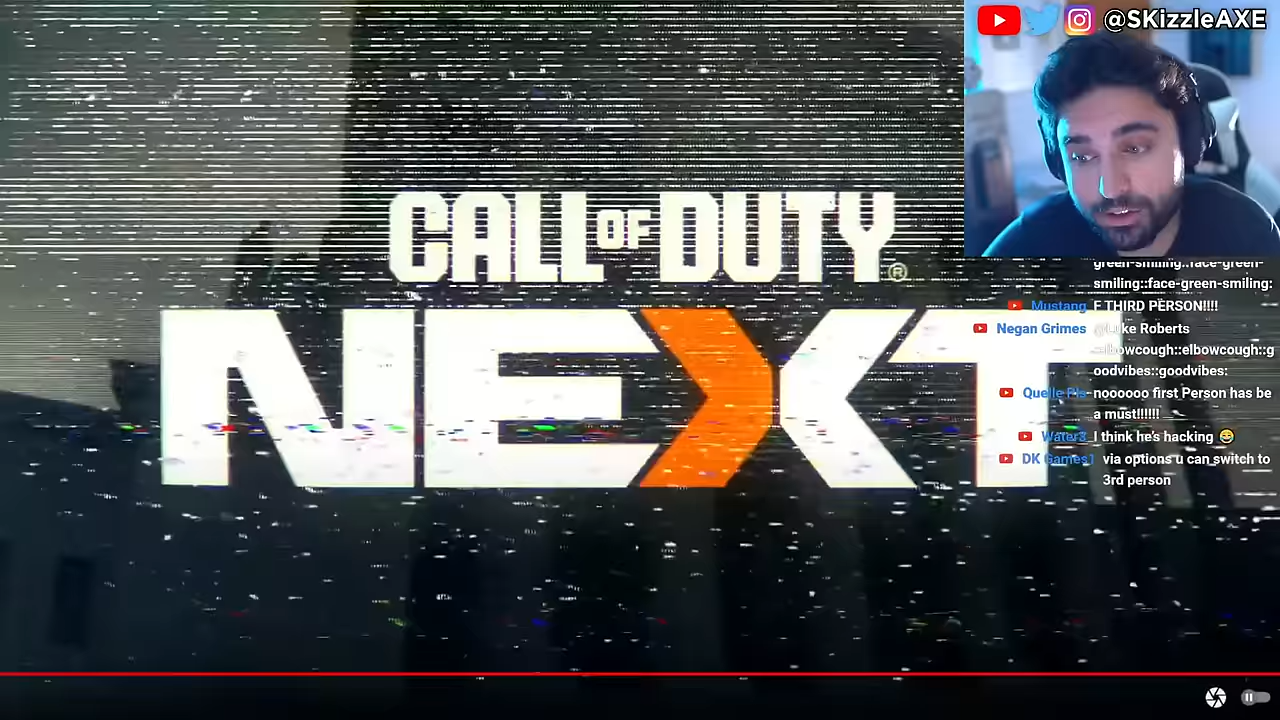 @SKizzleAXE
CALL OF DUTY®
NEXT
green-smiling::face-green-
smiling::face-green-smiling:
Mustang F THIRD PERSON!!!!
Negan Grimes @Luke Roberts
oodvibes::goodvibes:
Quelle noooooo first Person has be
a must!!!!!!
I think he's hacking 😅
DK Games1 via options u can switch to
3rd person